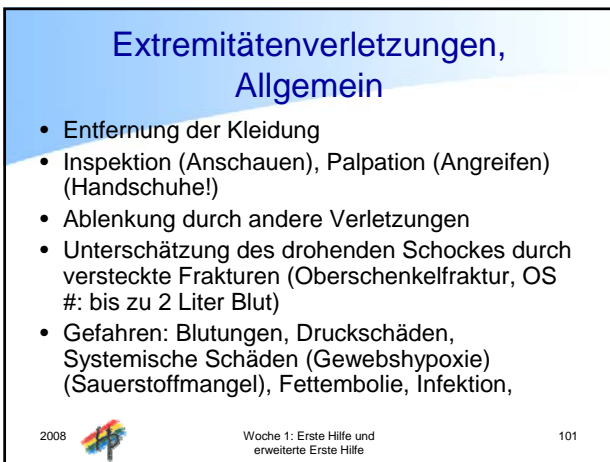 Extremitätenverletzungen,
Allgemein
• Entfernung der Kleidung
• Inspektion (Anschauen), Palpation (Angreifen)
(Handschuhe!)
• Ablenkung durch andere Verletzungen
• Unterschätzung des drohenden Schockes durch
versteckte Frakturen (Oberschenkelfraktur, OS
#: bis zu 2 Liter Blut)
• Gefahren: Blutungen, Druckschäden,
Systemische Schäden (Gewebshypoxie)
(Sauerstoffmangel), Fettembolie, Infektion,
2008
Woche 1: Erste Hilfe und
erweiterte Erste Hilfe
101